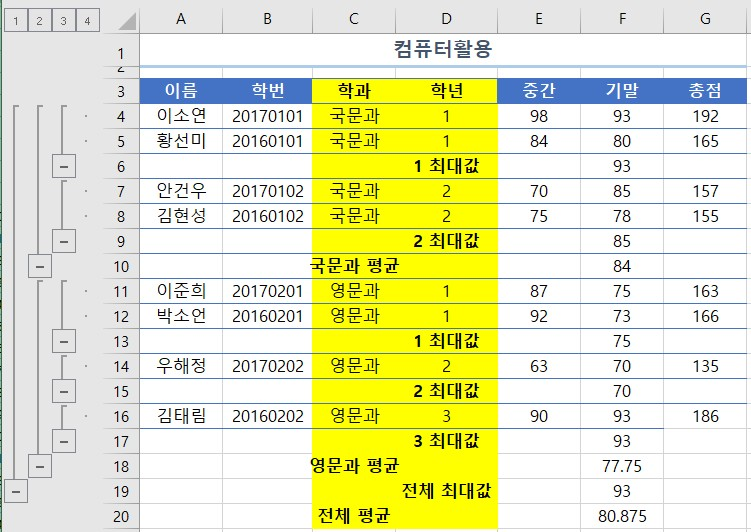 1 2 3 4 A B C D E F G
1 컴퓨터활용
2
3 이름 학번 학과 학년 중간 기말 총점
4 이소연 20170101 국문과 1 98 93 192
5 황선미 20160101 국문과 1 84 80 165
6 1 최대값 93
7 안건우 20170102 국문과 2 70 85 157
8 김현성 20160102 국문과 2 75 78 155
9 2 최대값 85
10 국문과 평균 84
11 이준희 20170201 영문과 1 87 75 163
12 박소언 20160201 영문과 1 92 73 166
13 1 최대값 75
14 우해정 20170202 영문과 2 63 70 135
15 2 최대값 70
16 김태림 20160202 영문과 3 90 93 186
17 3 최대값 93
18 영문과 평균 77.75
19 전체 최대값 93
20 전체 평균 80.875